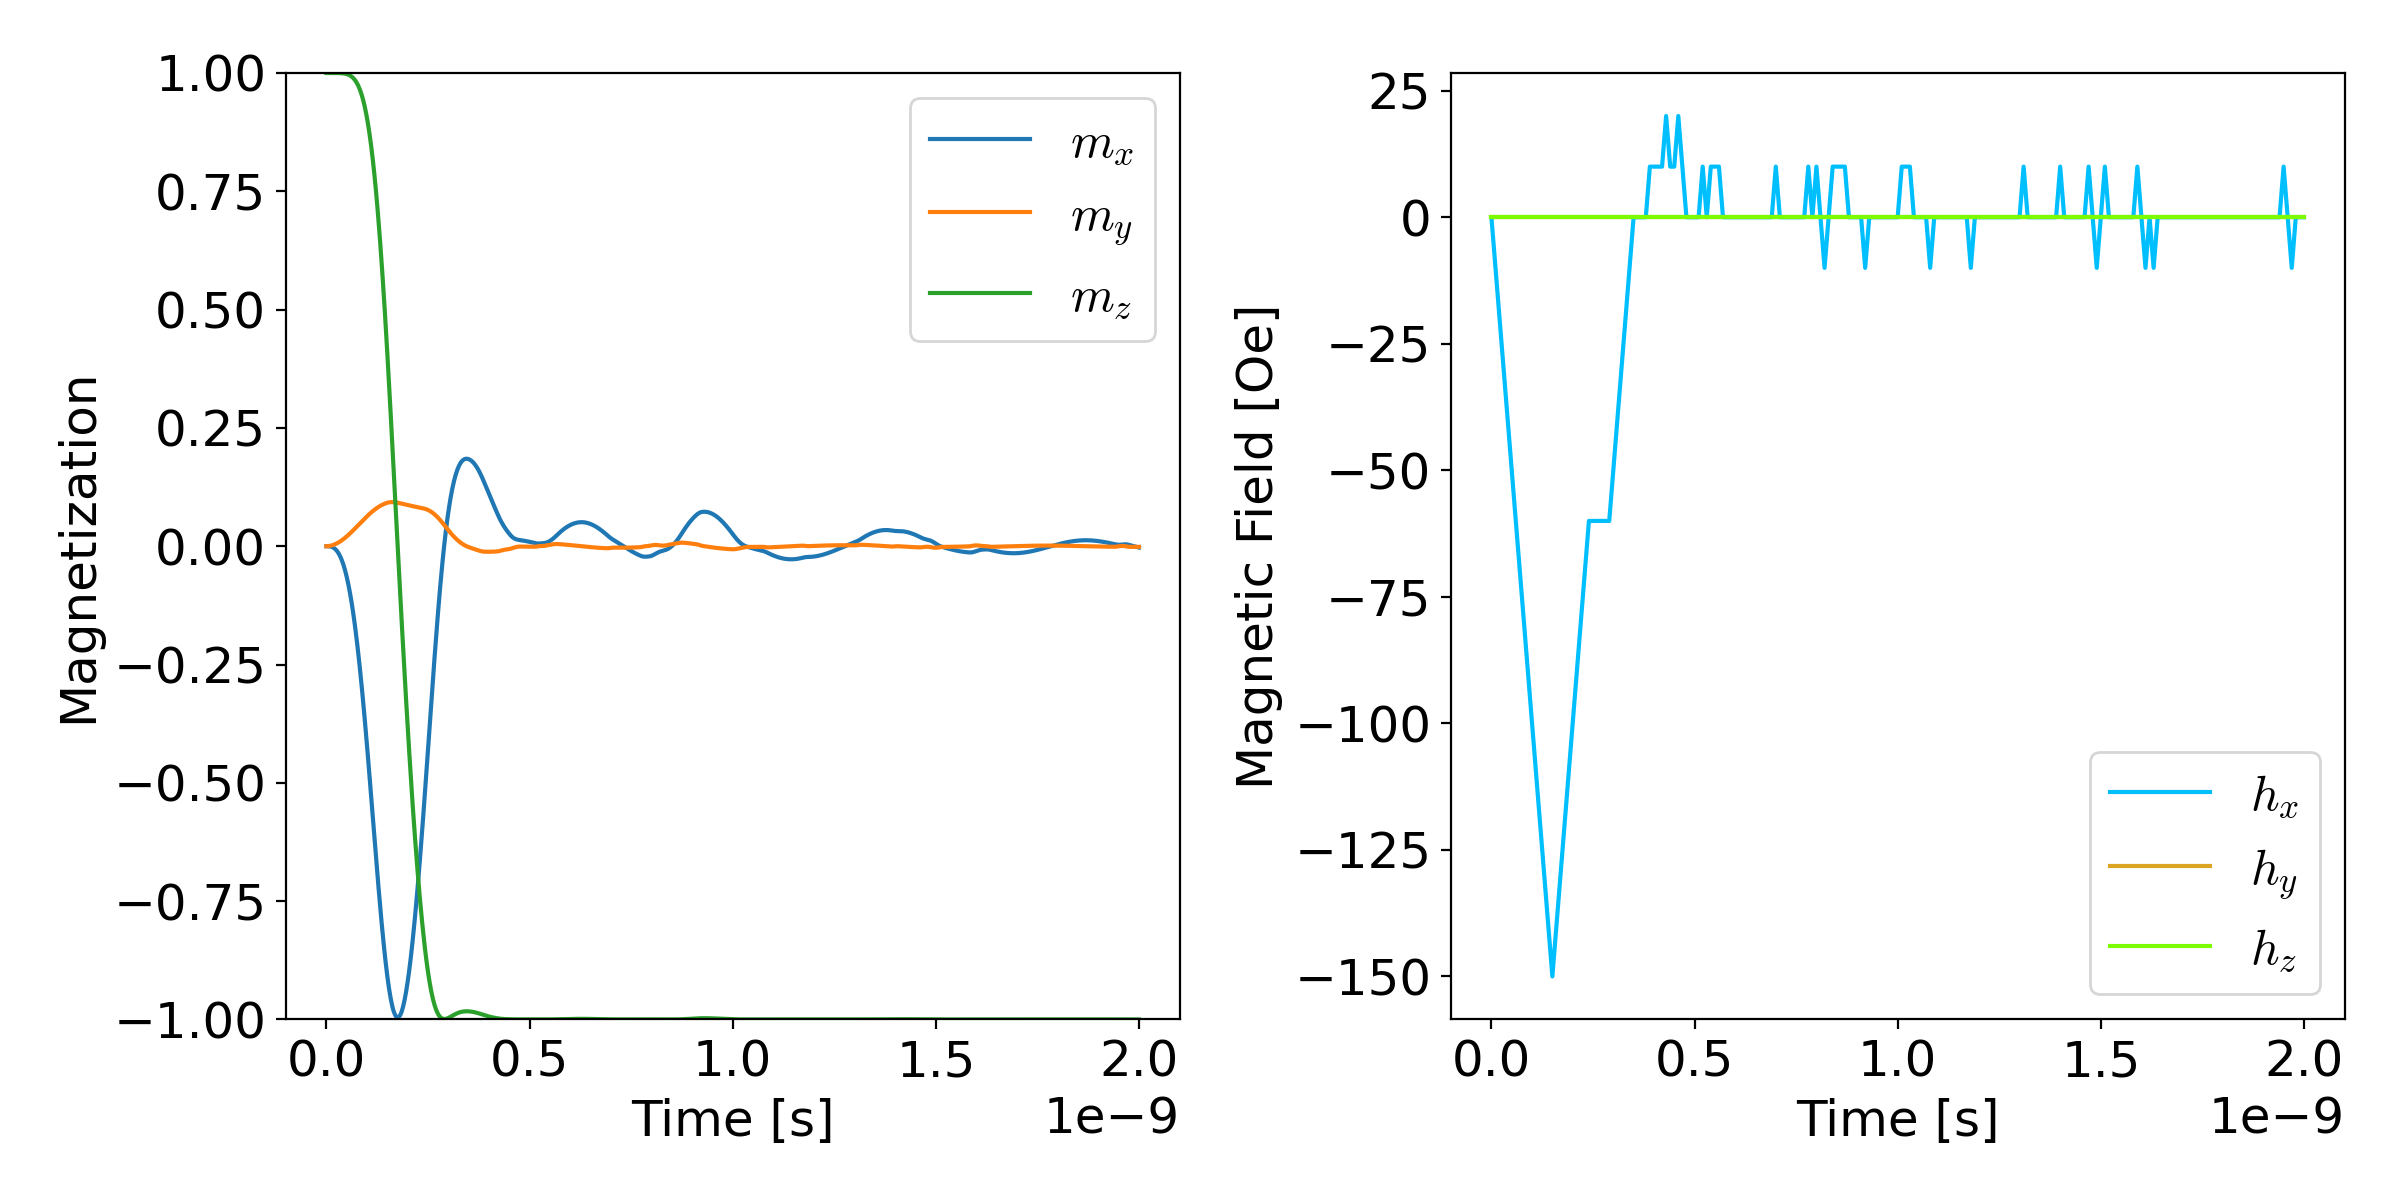 1.00
0.75
0.50
0.25
0.00
−0.25
−0.50
−0.75
−1.00
Magnetization
m_x
m_y
m_z
0.0 0.5 1.0 1.5 2.0
Time [s]
1e−9
25
0
−25
−50
−75
−100
−125
−150
Magnetic Field [Oe]
h_x
h_y
h_z
0.0 0.5 1.0 1.5 2.0
Time [s]
1e−9